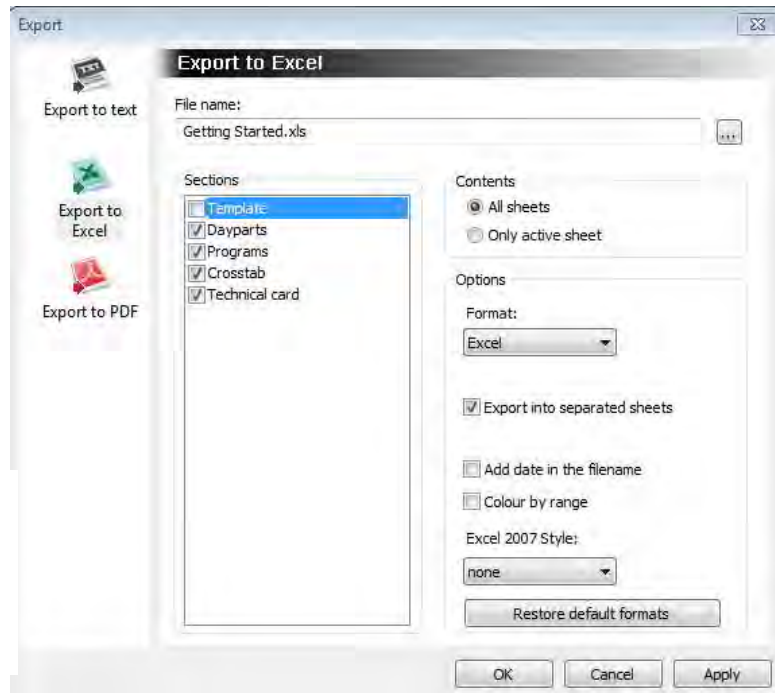 Export
Export to text
Export to
Excel
Export to PDF
Export to Excel
File name:
Getting Started.xls
...
Sections
Template
Dayparts
Programs
Crosstab
Technical card
Contents
All sheets
Only active sheet
Options
Format:
Excel
Export into separated sheets
Add date in the filename
Colour by range
Excel 2007 Style:
none
Restore default formats
OK
Cancel
Apply